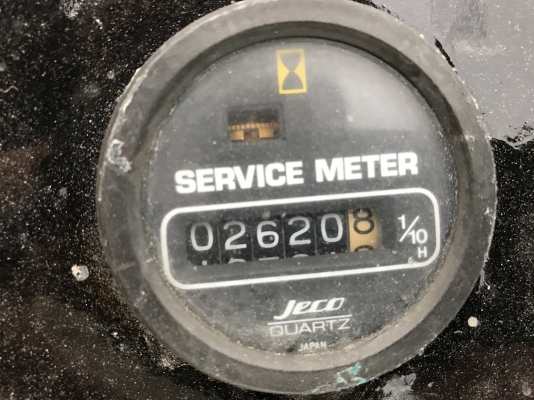 SERVICE METER
026208 1/10 H
Jeco
QUARTZ
JAPAN